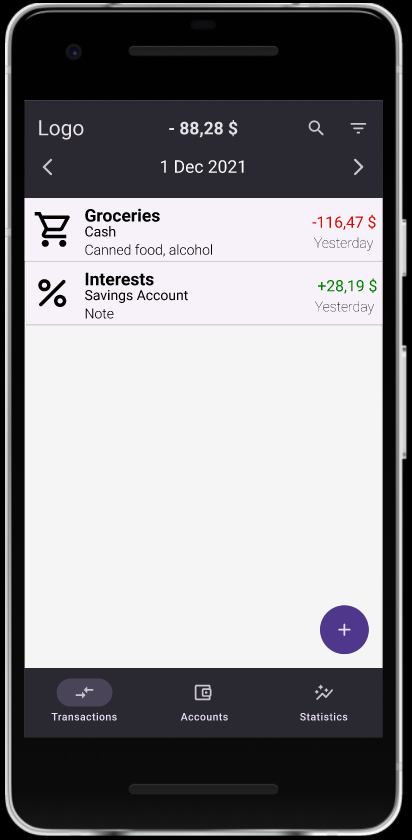 Logo
- 88,28 $
1 Dec 2021
Groceries
-116,47 $
Cash
Yesterday
Canned food, alcohol
Interests
+28,19 $
Savings Account
Yesterday
Note
Transactions
Accounts
Statistics